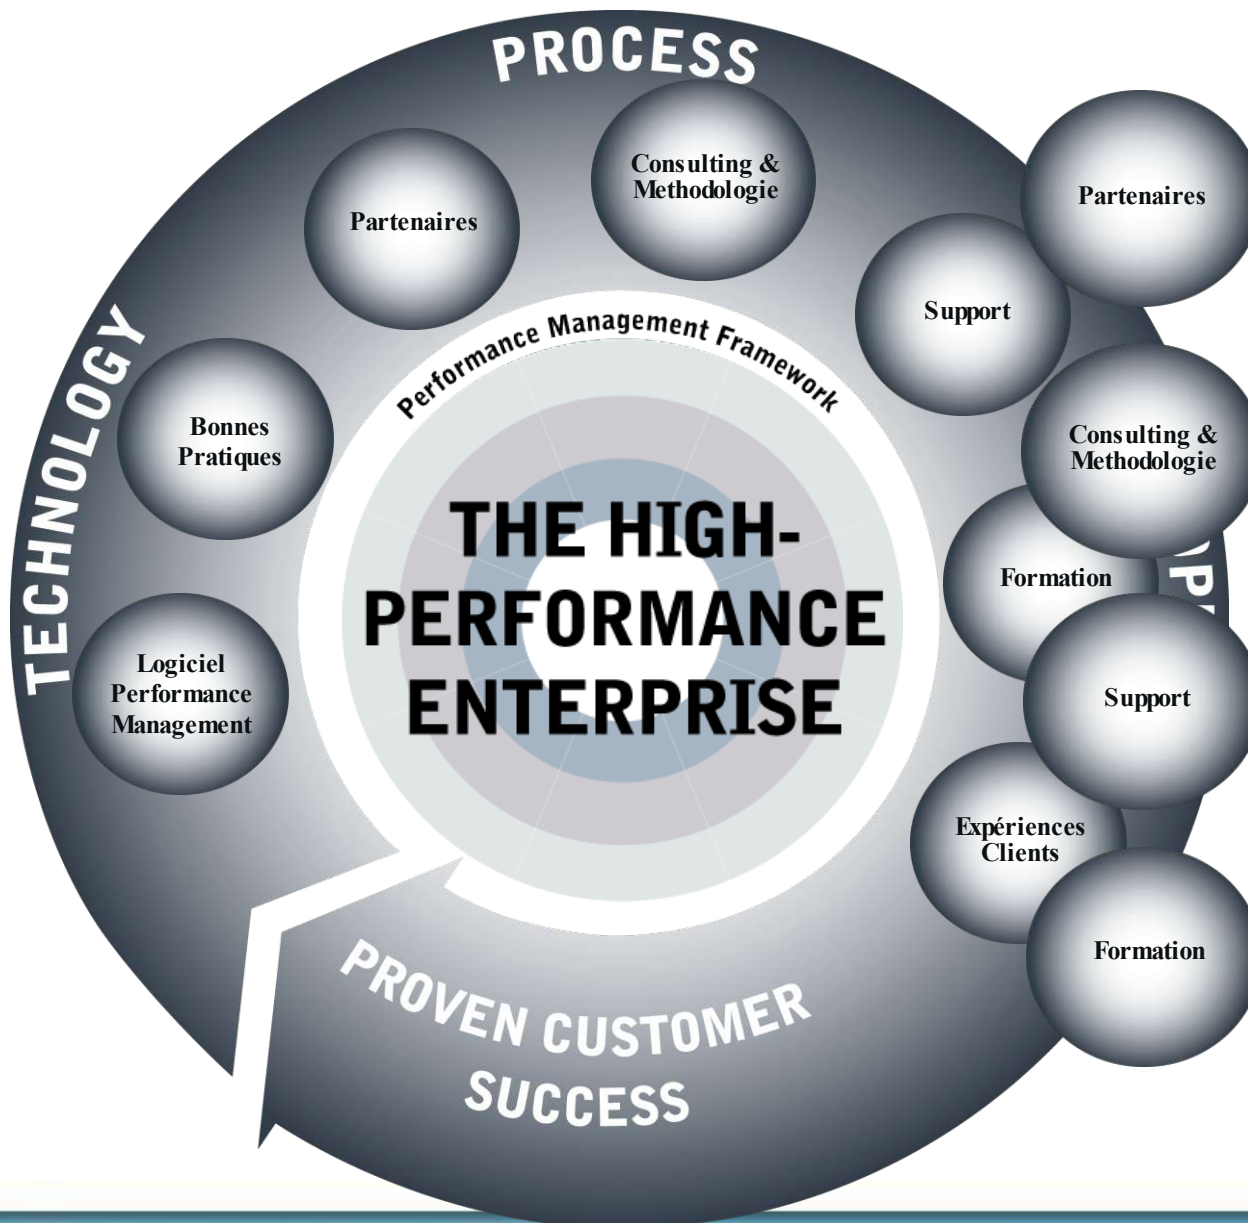 PROCESS
Consulting &
Methodologie
Partenaires
Partenaires
Support
TECHNOLOGY
Performance Management Framework
Bonnes
Pratiques
Consulting &
Methodologie
THE HIGH-
PERFORMANCE
ENTERPRISE
Formation
Logiciel
Performance
Management
Support
Expériences
Clients
Formation
PROVEN CUSTOMER
SUCCESS